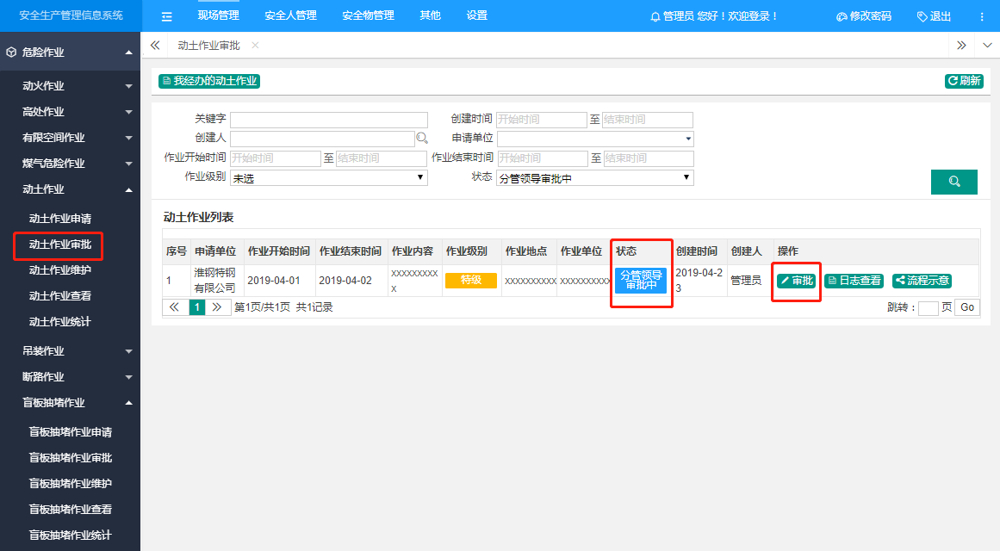 安全生产管理信息系统
现场管理 安全人管理 安全物管理 其他 设置 管理员 您好！欢迎登录！ 修改密码 退出
危险作业
动火作业
高处作业
有限空间作业
煤气危险作业
动土作业
动土作业申请
动土作业审批
动土作业维护
动土作业查看
动土作业统计
吊装作业
断路作业
盲板抽堵作业
盲板抽堵作业申请
盲板抽堵作业审批
盲板抽堵作业维护
盲板抽堵作业查看
盲板抽堵作业统计
动土作业审批 ×
我经办的动土作业 刷新
关键字 创建时间 开始时间 至 结束时间
创建人 申请单位
作业开始时间 开始时间 至 结束时间 作业结束时间 开始时间 至 结束时间
作业级别 未选 状态 分管领导审批中
动土作业列表
序号 申请单位 作业开始时间 作业结束时间 作业内容 作业级别 作业地点 作业单位 状态 创建时间 创建人 操作
1 淮钢特钢有限公司 2019-04-01 2019-04-02 xxxxxxxxxx 特级 xxxxxxxxxx xxxxxxxxxx 分管领导审批中 2019-04-23 管理员 审批 日志查看 流程示意
1 第1页/共1页 共1记录 跳转： 页 Go